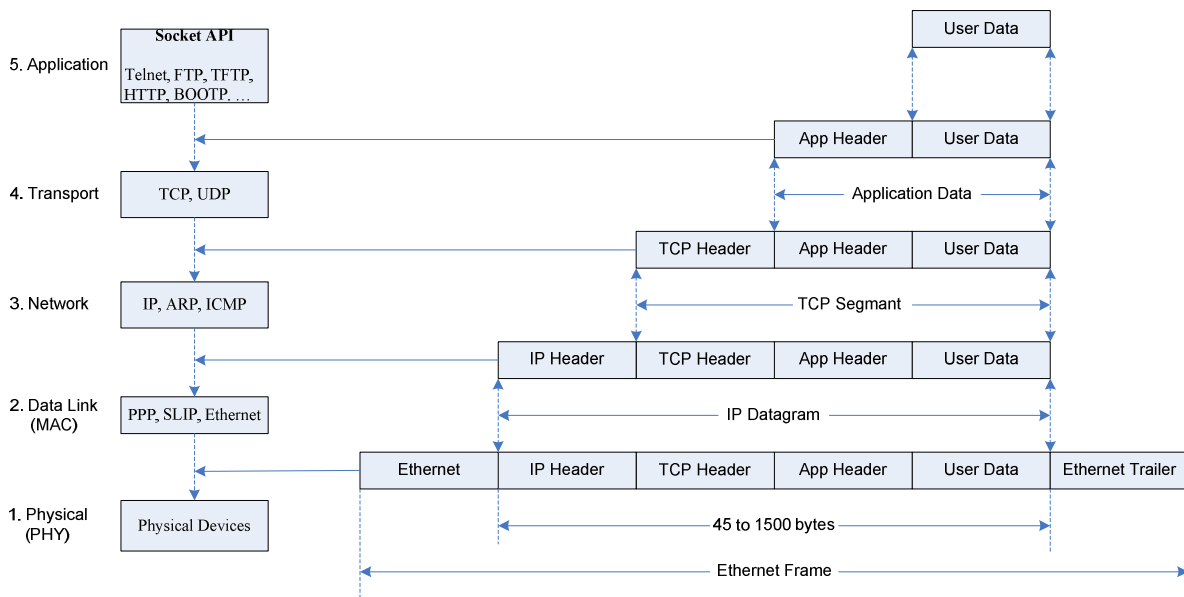 Socket API
User Data
5. Application
Telnet, FTP, TFTP,
HTTP, BOOTP, …
App Header
User Data
4. Transport
TCP, UDP
Application Data
TCP Header
App Header
User Data
3. Network
IP, ARP, ICMP
TCP Segmant
IP Header
TCP Header
App Header
User Data
2. Data Link
(MAC)
PPP, SLIP, Ethernet
IP Datagram
Ethernet
IP Header
TCP Header
App Header
User Data
Ethernet Trailer
1. Physical
(PHY)
Physical Devices
45 to 1500 bytes
Ethernet Frame